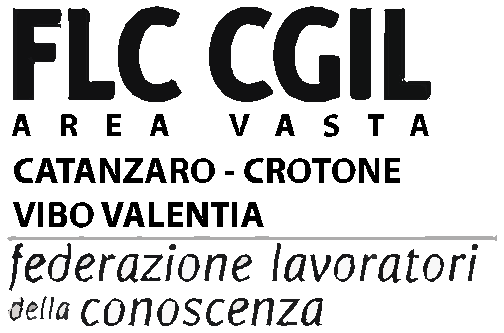 FLC CGIL
AREA VASTA
CATANZARO - CROTONE
VIBO VALENTIA
federazione lavoratori
della conoscenza